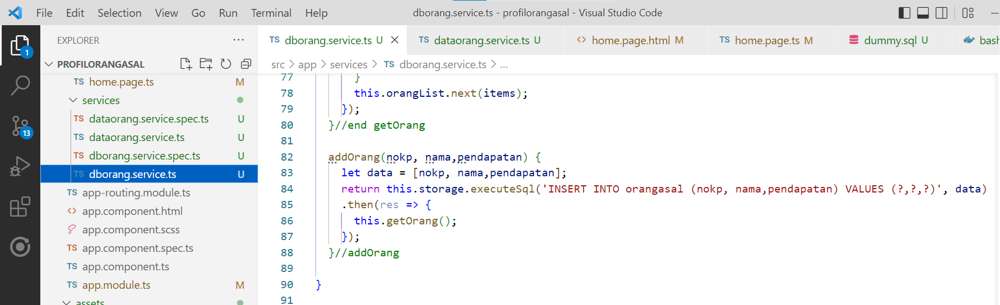 File Edit Selection View Go Run Terminal Help dborang.service.ts - profilorangasal - Visual Studio Code
EXPLORER ...
TS dborang.service.ts U TS dataorang.service.ts U <> home.page.html M TS home.page.ts M dummy.sql U bash
1
PROFILORANGASAL
src > app > services > TS dborang.service.ts > ...
TS home.page.ts M
services
TS dataorang.service.spec.ts U
13
TS dataorang.service.ts U
TS dborang.service.spec.ts U
TS dborang.service.ts U
TS app-routing.module.ts
<> app.component.html
app.component.scss
TS app.component.spec.ts
TS app.component.ts
TS app.module.ts M
assets
77 }
78 this.orangList.next(items);
79 });
80 }//end getOrang
81
82 addOrang(nokp, nama,pendapatan) {
83 let data = [nokp, nama,pendapatan];
84 return this.storage.executeSql('INSERT INTO orangasal (nokp, nama,pendapatan) VALUES (?,?,?)', data)
85 .then(res => {
86 this.getOrang();
87 });
88 }//addOrang
89
90 }
91